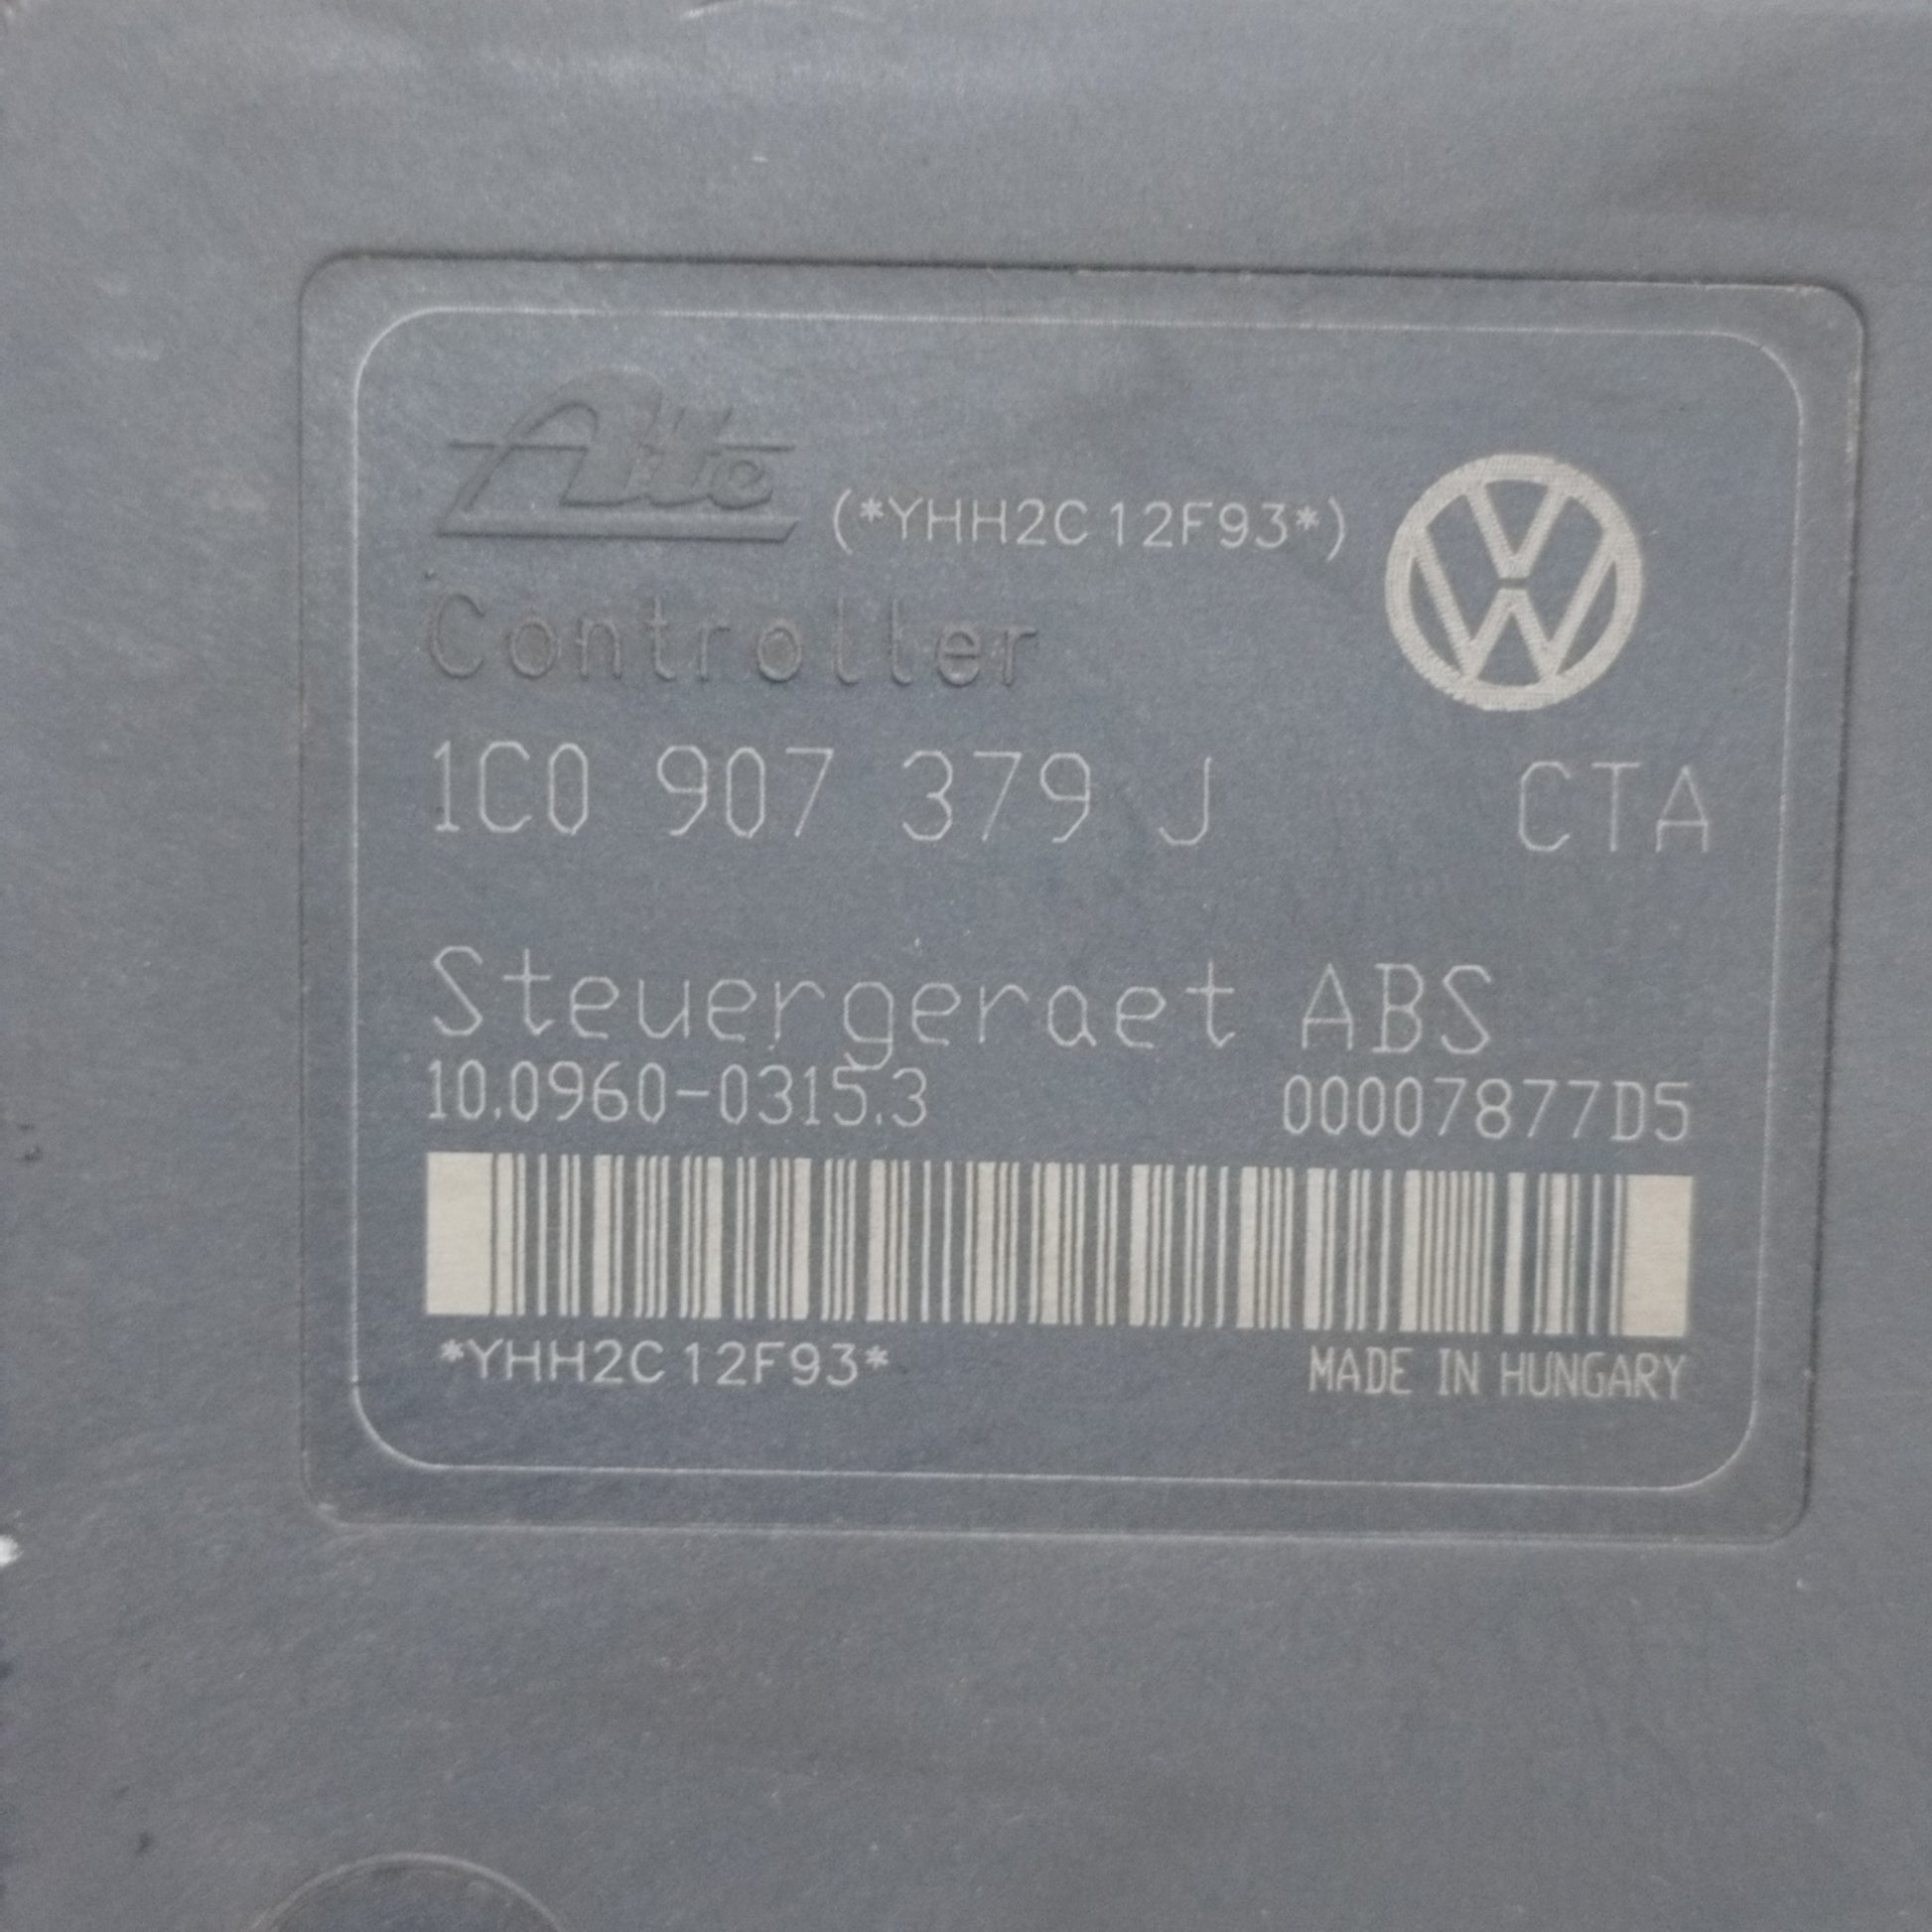 Ate (*YHH2C12F93*)
Controller
1C0 907 379 J CTA
Steuergeraet ABS
10.0960-0315.3 00007877D5
*YHH2C12F93* MADE IN HUNGARY